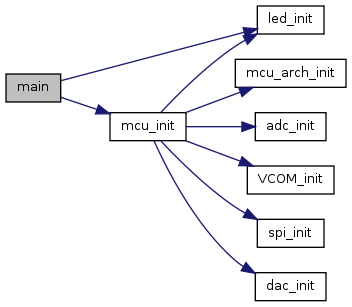 main
mcu_init
led_init
mcu_arch_init
adc_init
VCOM_init
spi_init
dac_init